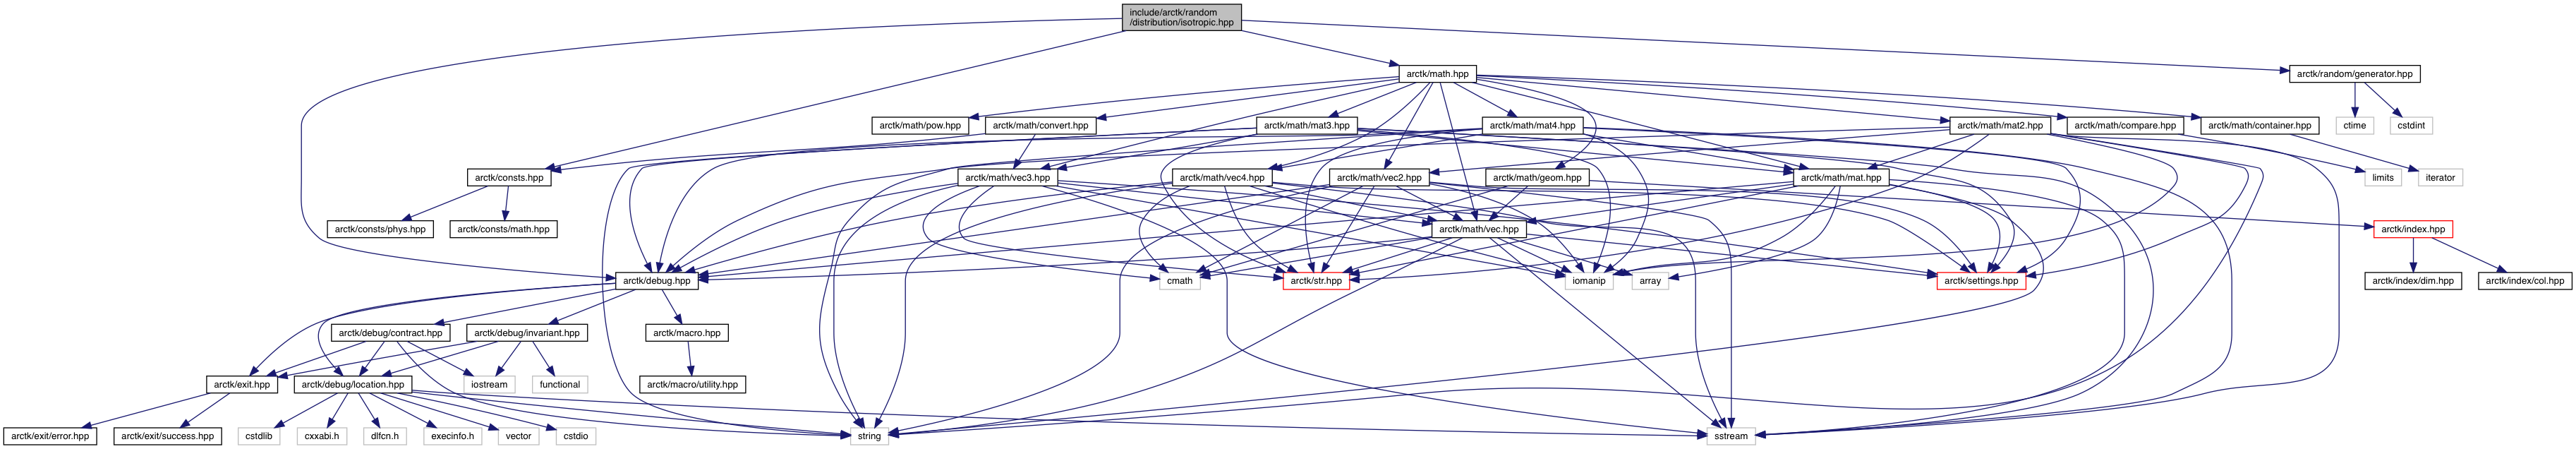 include/arctk/random
/distribution/isotropic.hpp
arctk/math.hpp
arctk/random/generator.hpp
arctk/math/pow.hpp
arctk/math/convert.hpp
arctk/math/mat3.hpp
arctk/math/mat4.hpp
arctk/math/mat2.hpp
arctk/math/compare.hpp
arctk/math/container.hpp
ctime
cstdint
arctk/consts.hpp
arctk/math/vec3.hpp
arctk/math/vec4.hpp
arctk/math/vec2.hpp
arctk/math/geom.hpp
arctk/math/mat.hpp
limits
iterator
arctk/consts/phys.hpp
arctk/consts/math.hpp
arctk/math/vec.hpp
arctk/index.hpp
arctk/debug.hpp
cmath
arctk/str.hpp
iomanip
array
arctk/settings.hpp
arctk/index/dim.hpp
arctk/index/col.hpp
arctk/debug/contract.hpp
arctk/debug/invariant.hpp
arctk/macro.hpp
arctk/exit.hpp
arctk/debug/location.hpp
iostream
functional
arctk/macro/utility.hpp
arctk/exit/error.hpp
arctk/exit/success.hpp
cstdlib
cxxabi.h
dlfcn.h
execinfo.h
vector
cstdio
string
sstream